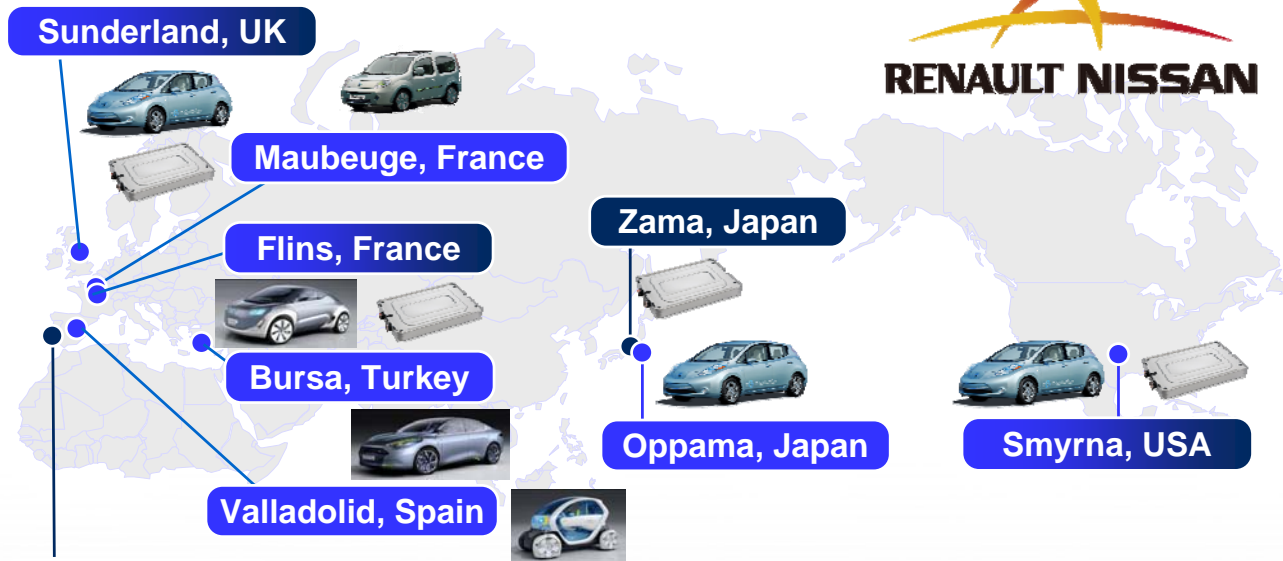 Sunderland, UK
RENAULT NISSAN
Maubeuge, France
Zama, Japan
Flins, France
Bursa, Turkey
Oppama, Japan
Smyrna, USA
Valladolid, Spain